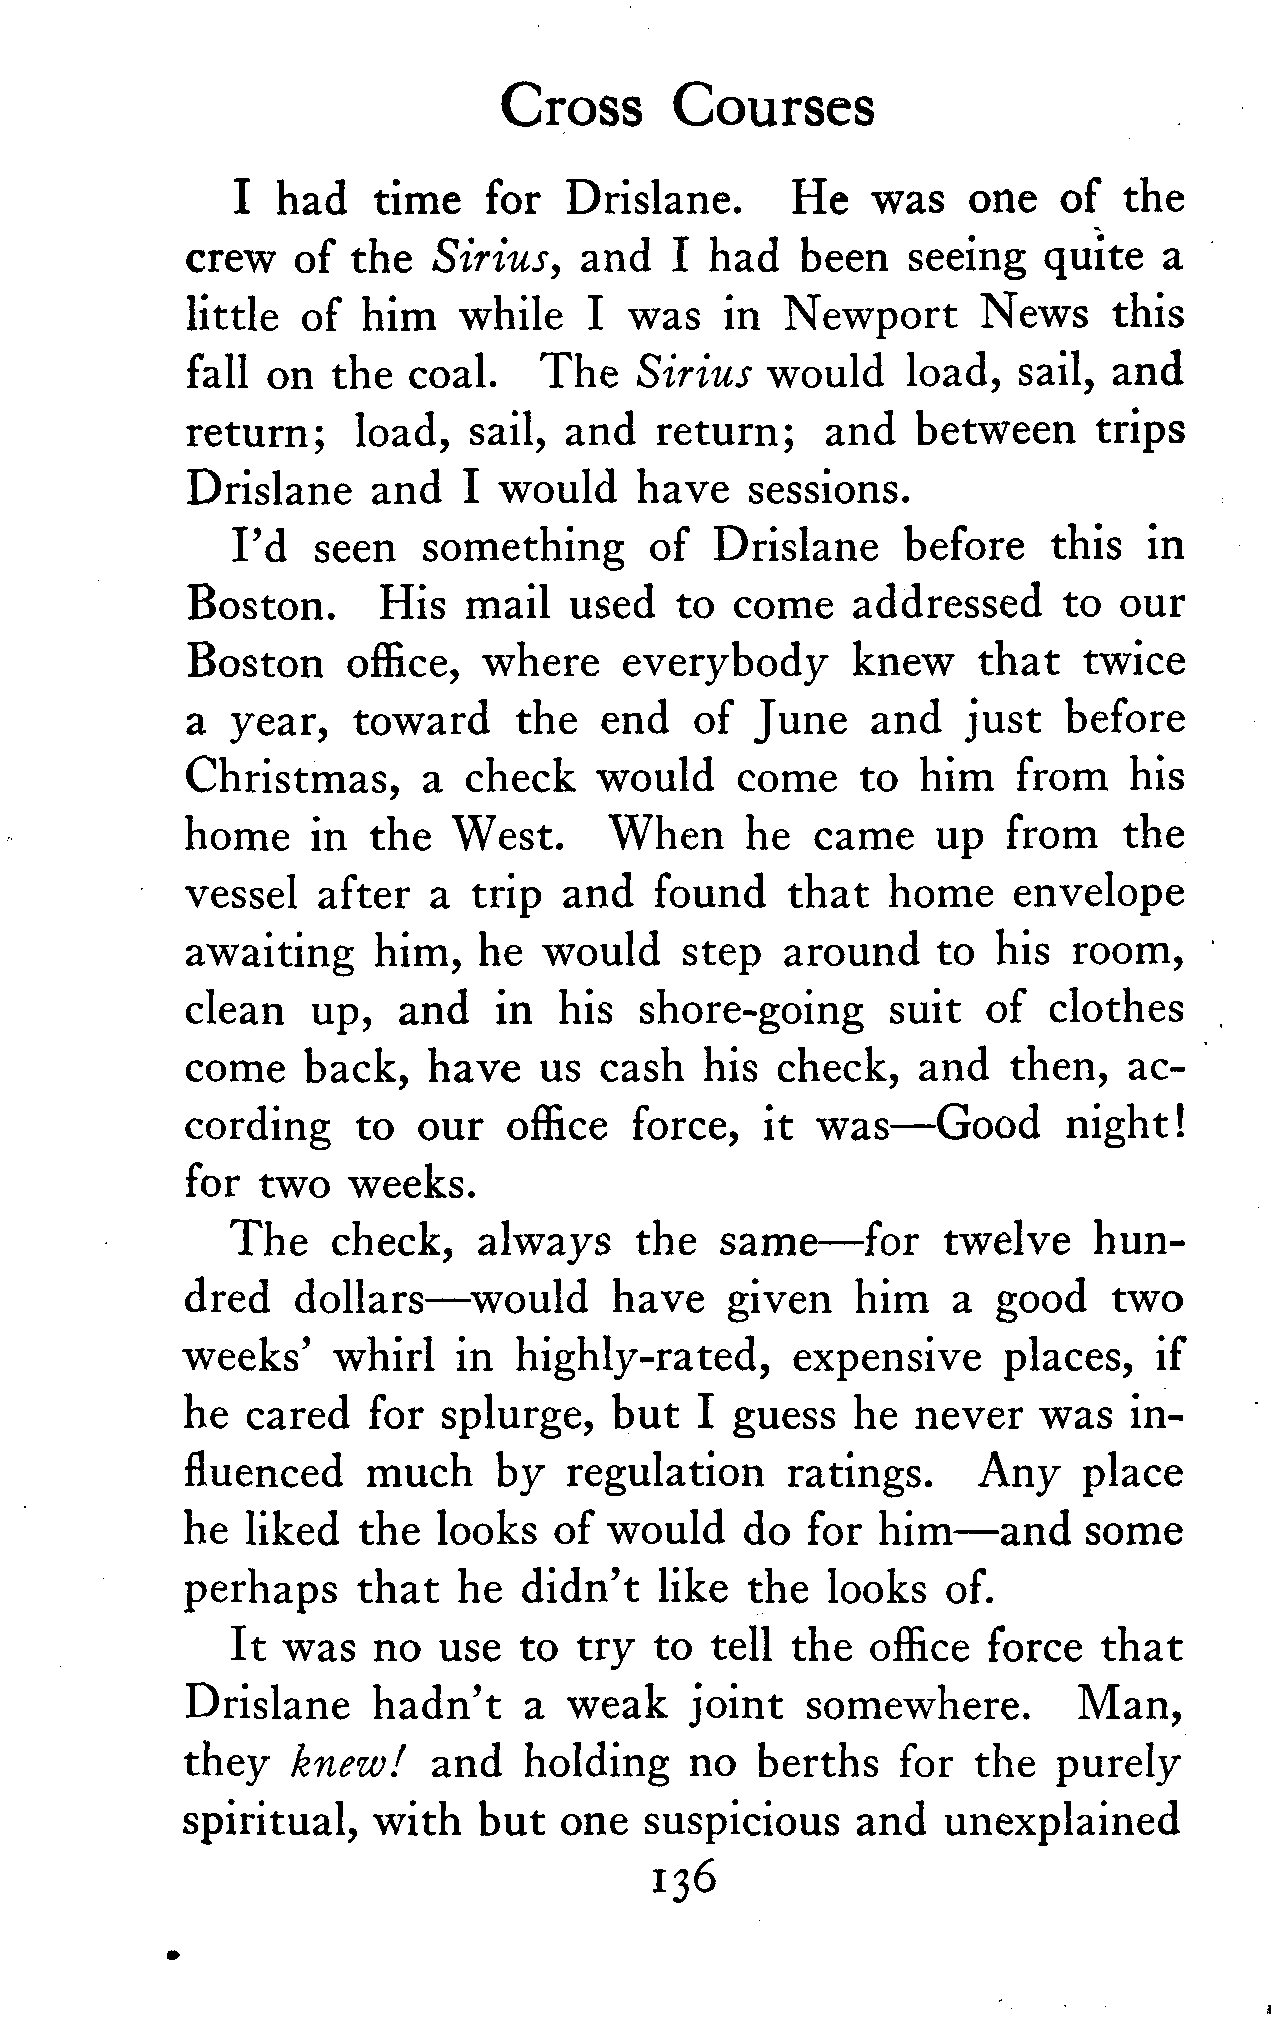 Cross Courses
I had time for Drislane. He was one of the
crew of the Sirius, and I had been seeing quite a
little of him while I was in Newport News this
fall on the coal. The Sirius would load, sail, and
return; load, sail, and return; and between trips
Drislane and I would have sessions.
I'd seen something of Drislane before this in
Boston. His mail used to come addressed to our
Boston office, where everybody knew that twice
a year, toward the end of June and just before
Christmas, a check would come to him from his
home in the West. When he came up from the
vessel after a trip and found that home envelope
awaiting him, he would step around to his room,
clean up, and in his shore-going suit of clothes
come back, have us cash his check, and then, ac-
cording to our office force, it was—Good night!
for two weeks.
The check, always the same—for twelve hun-
dred dollars—would have given him a good two
weeks' whirl in highly-rated, expensive places, if
he cared for splurge, but I guess he never was in-
fluenced much by regulation ratings. Any place
he liked the looks of would do for him—and some
perhaps that he didn't like the looks of.
It was no use to try to tell the office force that
Drislane hadn't a weak joint somewhere. Man,
they knew! and holding no berths for the purely
spiritual, with but one suspicious and unexplained
136